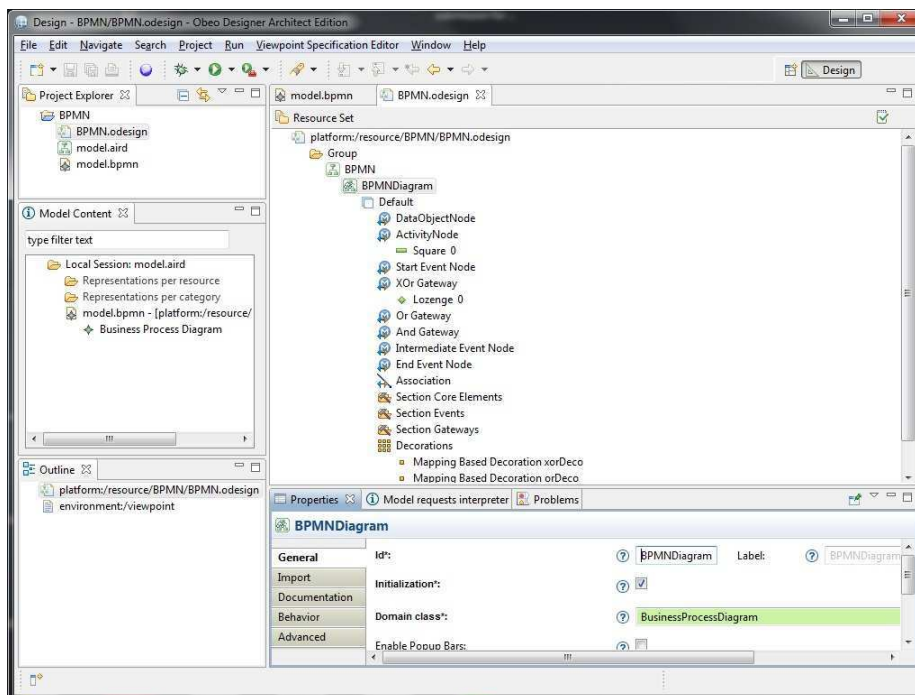 Design - BPMN/BPMN.odesign - Obeo Designer Architect Edition
File Edit Navigate Search Project Run Viewpoint Specification Editor Window Help
Design
Project Explorer
BPMN
BPMN.odesign
model.aird
model.bpmn
Model Content
type filter text
Local Session: model.aird
Representations per resource
Representations per category
model.bpmn - [platform:/resource/
Business Process Diagram
Outline
platform:/resource/BPMN/BPMN.odesign
environment:/viewpoint
model.bpmn BPMN.odesign
Resource Set
platform:/resource/BPMN/BPMN.odesign
Group
BPMN
BPMNDiagram
Default
DataObjectNode
ActivityNode
Square 0
Start Event Node
XOr Gateway
Lozenge 0
Or Gateway
And Gateway
Intermediate Event Node
End Event Node
Association
Section Core Elements
Section Events
Section Gateways
Decorations
Mapping Based Decoration xorDeco
Mapping Based Decoration orDeco
Properties Model requests interpreter Problems
BPMNDiagram
General
Import
Documentation
Behavior
Advanced
Id*: BPMNDiagram Label: BPMNDiagram
Initialization*:
Domain class*: BusinessProcessDiagram
Enable Popup Bars: